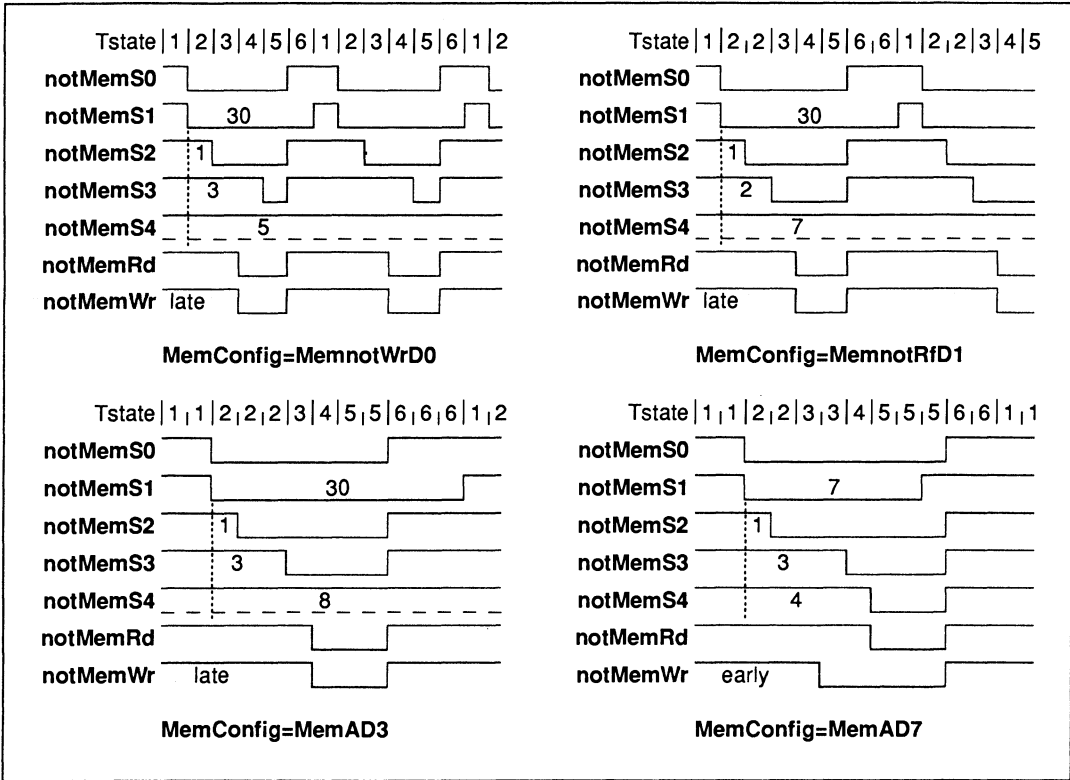 Tstate |1|2|3|4|5|6|1|2|3|4|5|6|1|2
notMemS0
notMemS1 30
notMemS2 1
notMemS3 3
notMemS4 5
notMemRd
notMemWr late
MemConfig=MemnotWrD0
Tstate |1|2|2|3|4|5|6|6|1|2|2|3|4|5
notMemS0
notMemS1 30
notMemS2 1
notMemS3 2
notMemS4 7
notMemRd
notMemWr late
MemConfig=MemnotRfD1
Tstate |1|1|2|2|2|3|4|5|5|6|6|6|1|2
notMemS0
notMemS1 30
notMemS2 1
notMemS3 3
notMemS4 8
notMemRd
notMemWr late
MemConfig=MemAD3
Tstate |1|1|2|2|3|3|4|5|5|5|6|6|1|1
notMemS0
notMemS1 7
notMemS2 1
notMemS3 3
notMemS4 4
notMemRd
notMemWr early
MemConfig=MemAD7